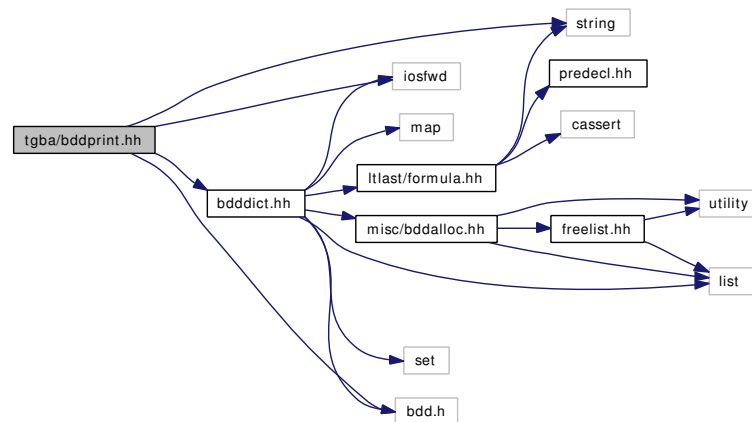 string
iosfwd
predecl.hh
tgba/bddprint.hh
map
cassert
ltlast/formula.hh
bdddict.hh
utility
misc/bddalloc.hh
freelist.hh
list
set
bdd.h